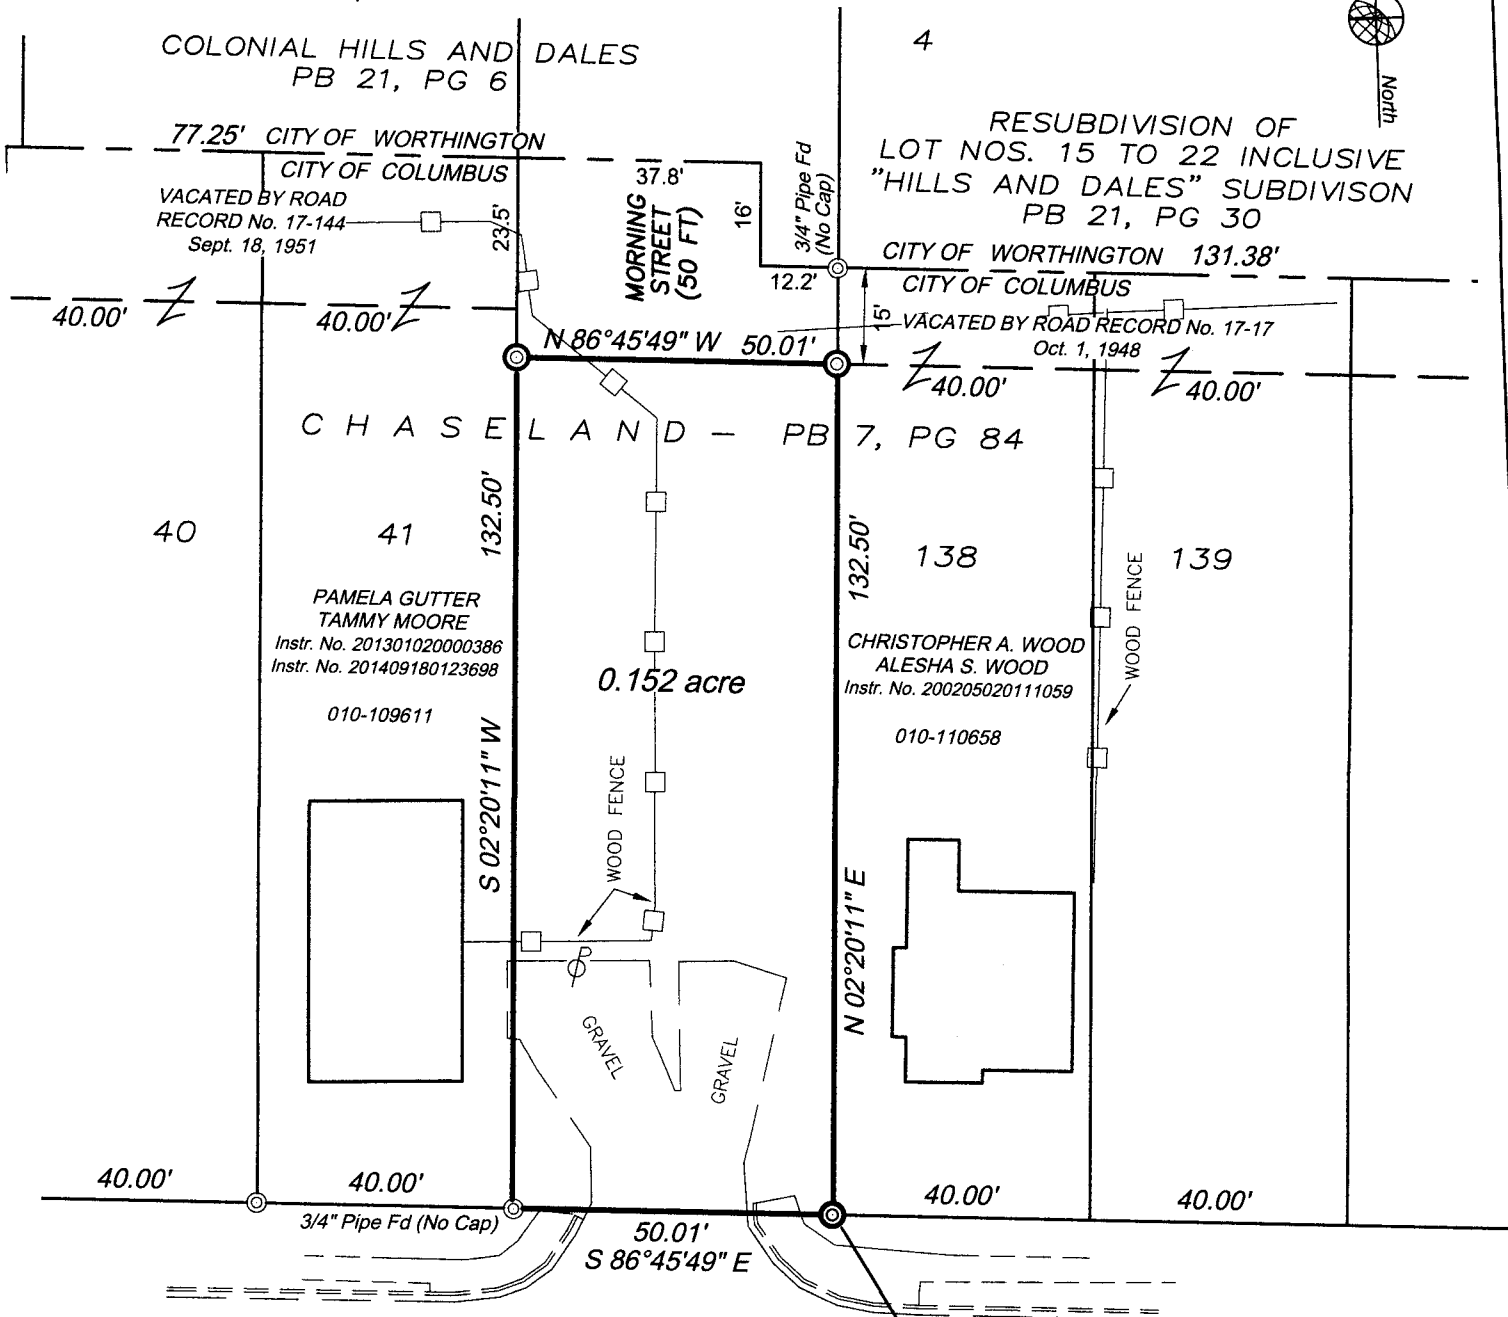 COLONIAL HILLS AND DALES
PB 21, PG 6
4
North
RESUBDIVISION OF
LOT NOS. 15 TO 22 INCLUSIVE
"HILLS AND DALES" SUBDIVISON
PB 21, PG 30
77.25' CITY OF WORTHINGTON
CITY OF COLUMBUS
VACATED BY ROAD
RECORD No. 17-144
Sept. 18, 1951
23.5'
37.8'
MORNING
STREET
(50 FT)
16'
3/4" Pipe Fd
(No Cap)
12.2'
CITY OF WORTHINGTON 131.38'
CITY OF COLUMBUS
15'
VACATED BY ROAD RECORD No. 17-17
Oct. 1, 1948
40.00'
40.00'
N 86°45'49" W 50.01'
40.00'
40.00'
CHASELAND - PB 7, PG 84
40
41
132.50'
132.50'
138
139
WOOD FENCE
PAMELA GUTTER
TAMMY MOORE
Instr. No. 201301020000386
Instr. No. 201409180123698
010-109611
0.152 acre
CHRISTOPHER A. WOOD
ALESHA S. WOOD
Instr. No. 200205020111059
010-110658
S 02°20'11" W
WOOD FENCE
N 02°20'11" E
P
GRAVEL
GRAVEL
40.00'
40.00'
3/4" Pipe Fd (No Cap)
50.01'
S 86°45'49" E
40.00'
40.00'